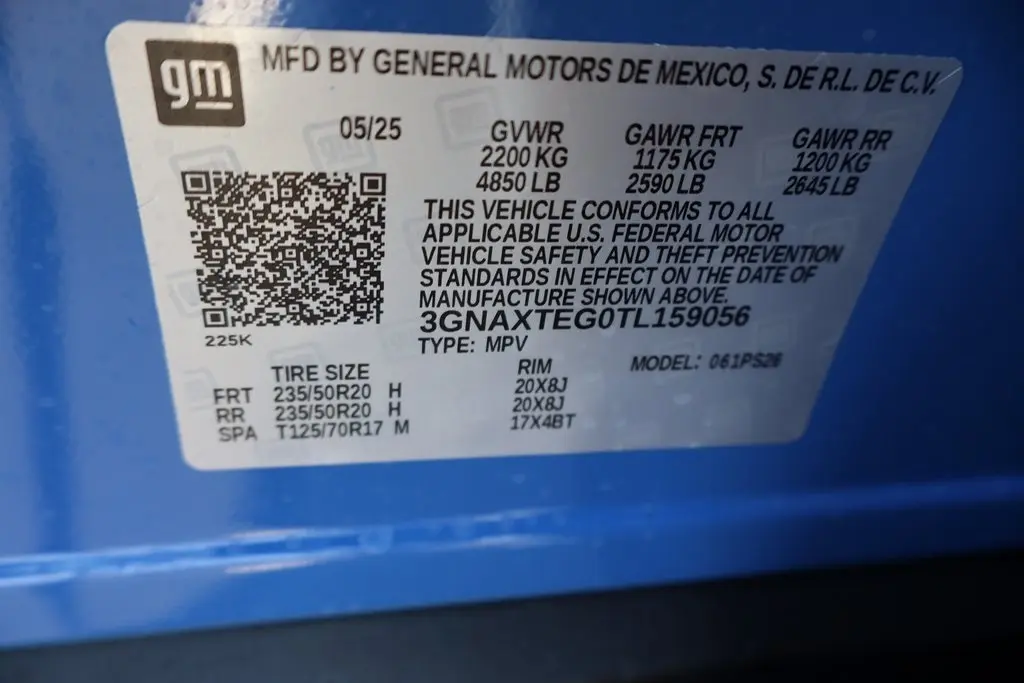 gm
MFD BY GENERAL MOTORS DE MEXICO, S. DE R.L. DE C.V.
05/25 GVWR GAWR FRT GAWR RR
2200 KG 1175 KG 1200 KG
4850 LB 2590 LB 2645 LB
THIS VEHICLE CONFORMS TO ALL
APPLICABLE U.S. FEDERAL MOTOR
VEHICLE SAFETY AND THEFT PREVENTION
STANDARDS IN EFFECT ON THE DATE OF
MANUFACTURE SHOWN ABOVE.
3GNAXTEG0TL159056
225K
TYPE: MPV
TIRE SIZE RIM MODEL: 061PS26
FRT 235/50R20 H 20X8J
RR 235/50R20 H 20X8J
SPA T125/70R17 M 17X4BT